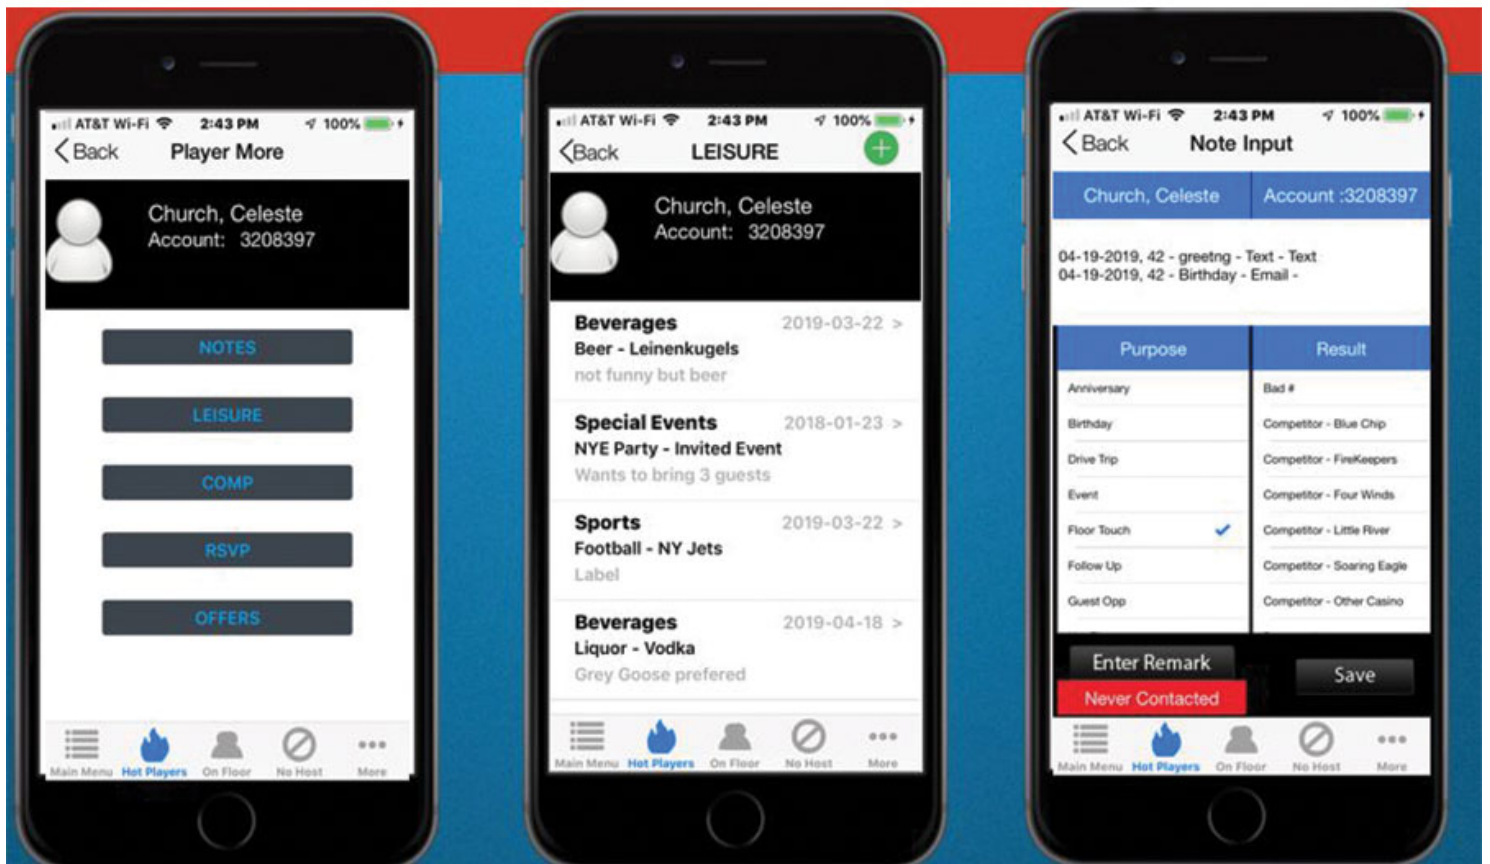 AT&T Wi-Fi 2:43 PM 100%
Back Player More
Church, Celeste
Account: 3208397
NOTES
LEISURE
COMP
RSVP
OFFERS
Main Menu Hot Players On Floor No Host More
AT&T Wi-Fi 2:43 PM 100%
Back LEISURE
Church, Celeste
Account: 3208397
Beverages 2019-03-22 >
Beer - Leinenkugels
not funny but beer
Special Events 2018-01-23 >
NYE Party - Invited Event
Wants to bring 3 guests
Sports 2019-03-22 >
Football - NY Jets
Label
Beverages 2019-04-18 >
Liquor - Vodka
Grey Goose prefered
Main Menu Hot Players On Floor No Host More
AT&T Wi-Fi 2:43 PM 100%
Back Note Input
Church, Celeste Account :3208397
04-19-2019, 42 - greetng - Text - Text
04-19-2019, 42 - Birthday - Email -
Purpose Result
Anniversary Bad #
Birthday Competitor - Blue Chip
Drive Trip Competitor - FireKeepers
Event Competitor - Four Winds
Floor Touch Competitor - Little River
Follow Up Competitor - Soaring Eagle
Guest Opp Competitor - Other Casino
Enter Remark Save
Never Contacted
Main Menu Hot Players On Floor No Host More